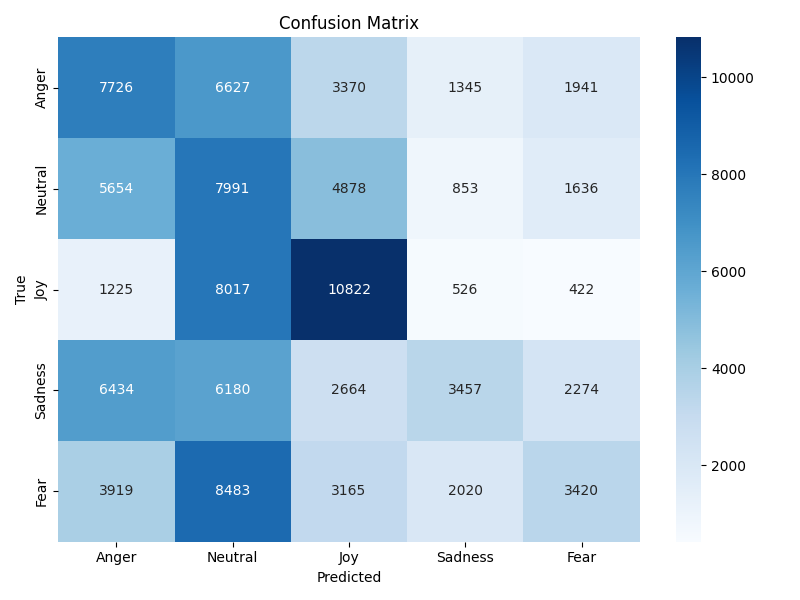 Confusion Matrix
True
Anger 7726 6627 3370 1345 1941
Neutral 5654 7991 4878 853 1636
Joy 1225 8017 10822 526 422
Sadness 6434 6180 2664 3457 2274
Fear 3919 8483 3165 2020 3420
Anger Neutral Joy Sadness Fear
Predicted
10000
8000
6000
4000
2000